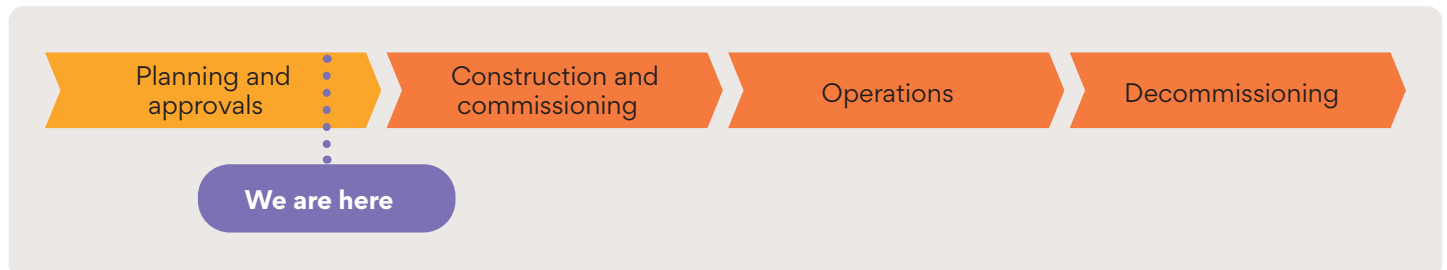 Planning and
approvals
Construction and
commissioning
Operations
Decommissioning
We are here